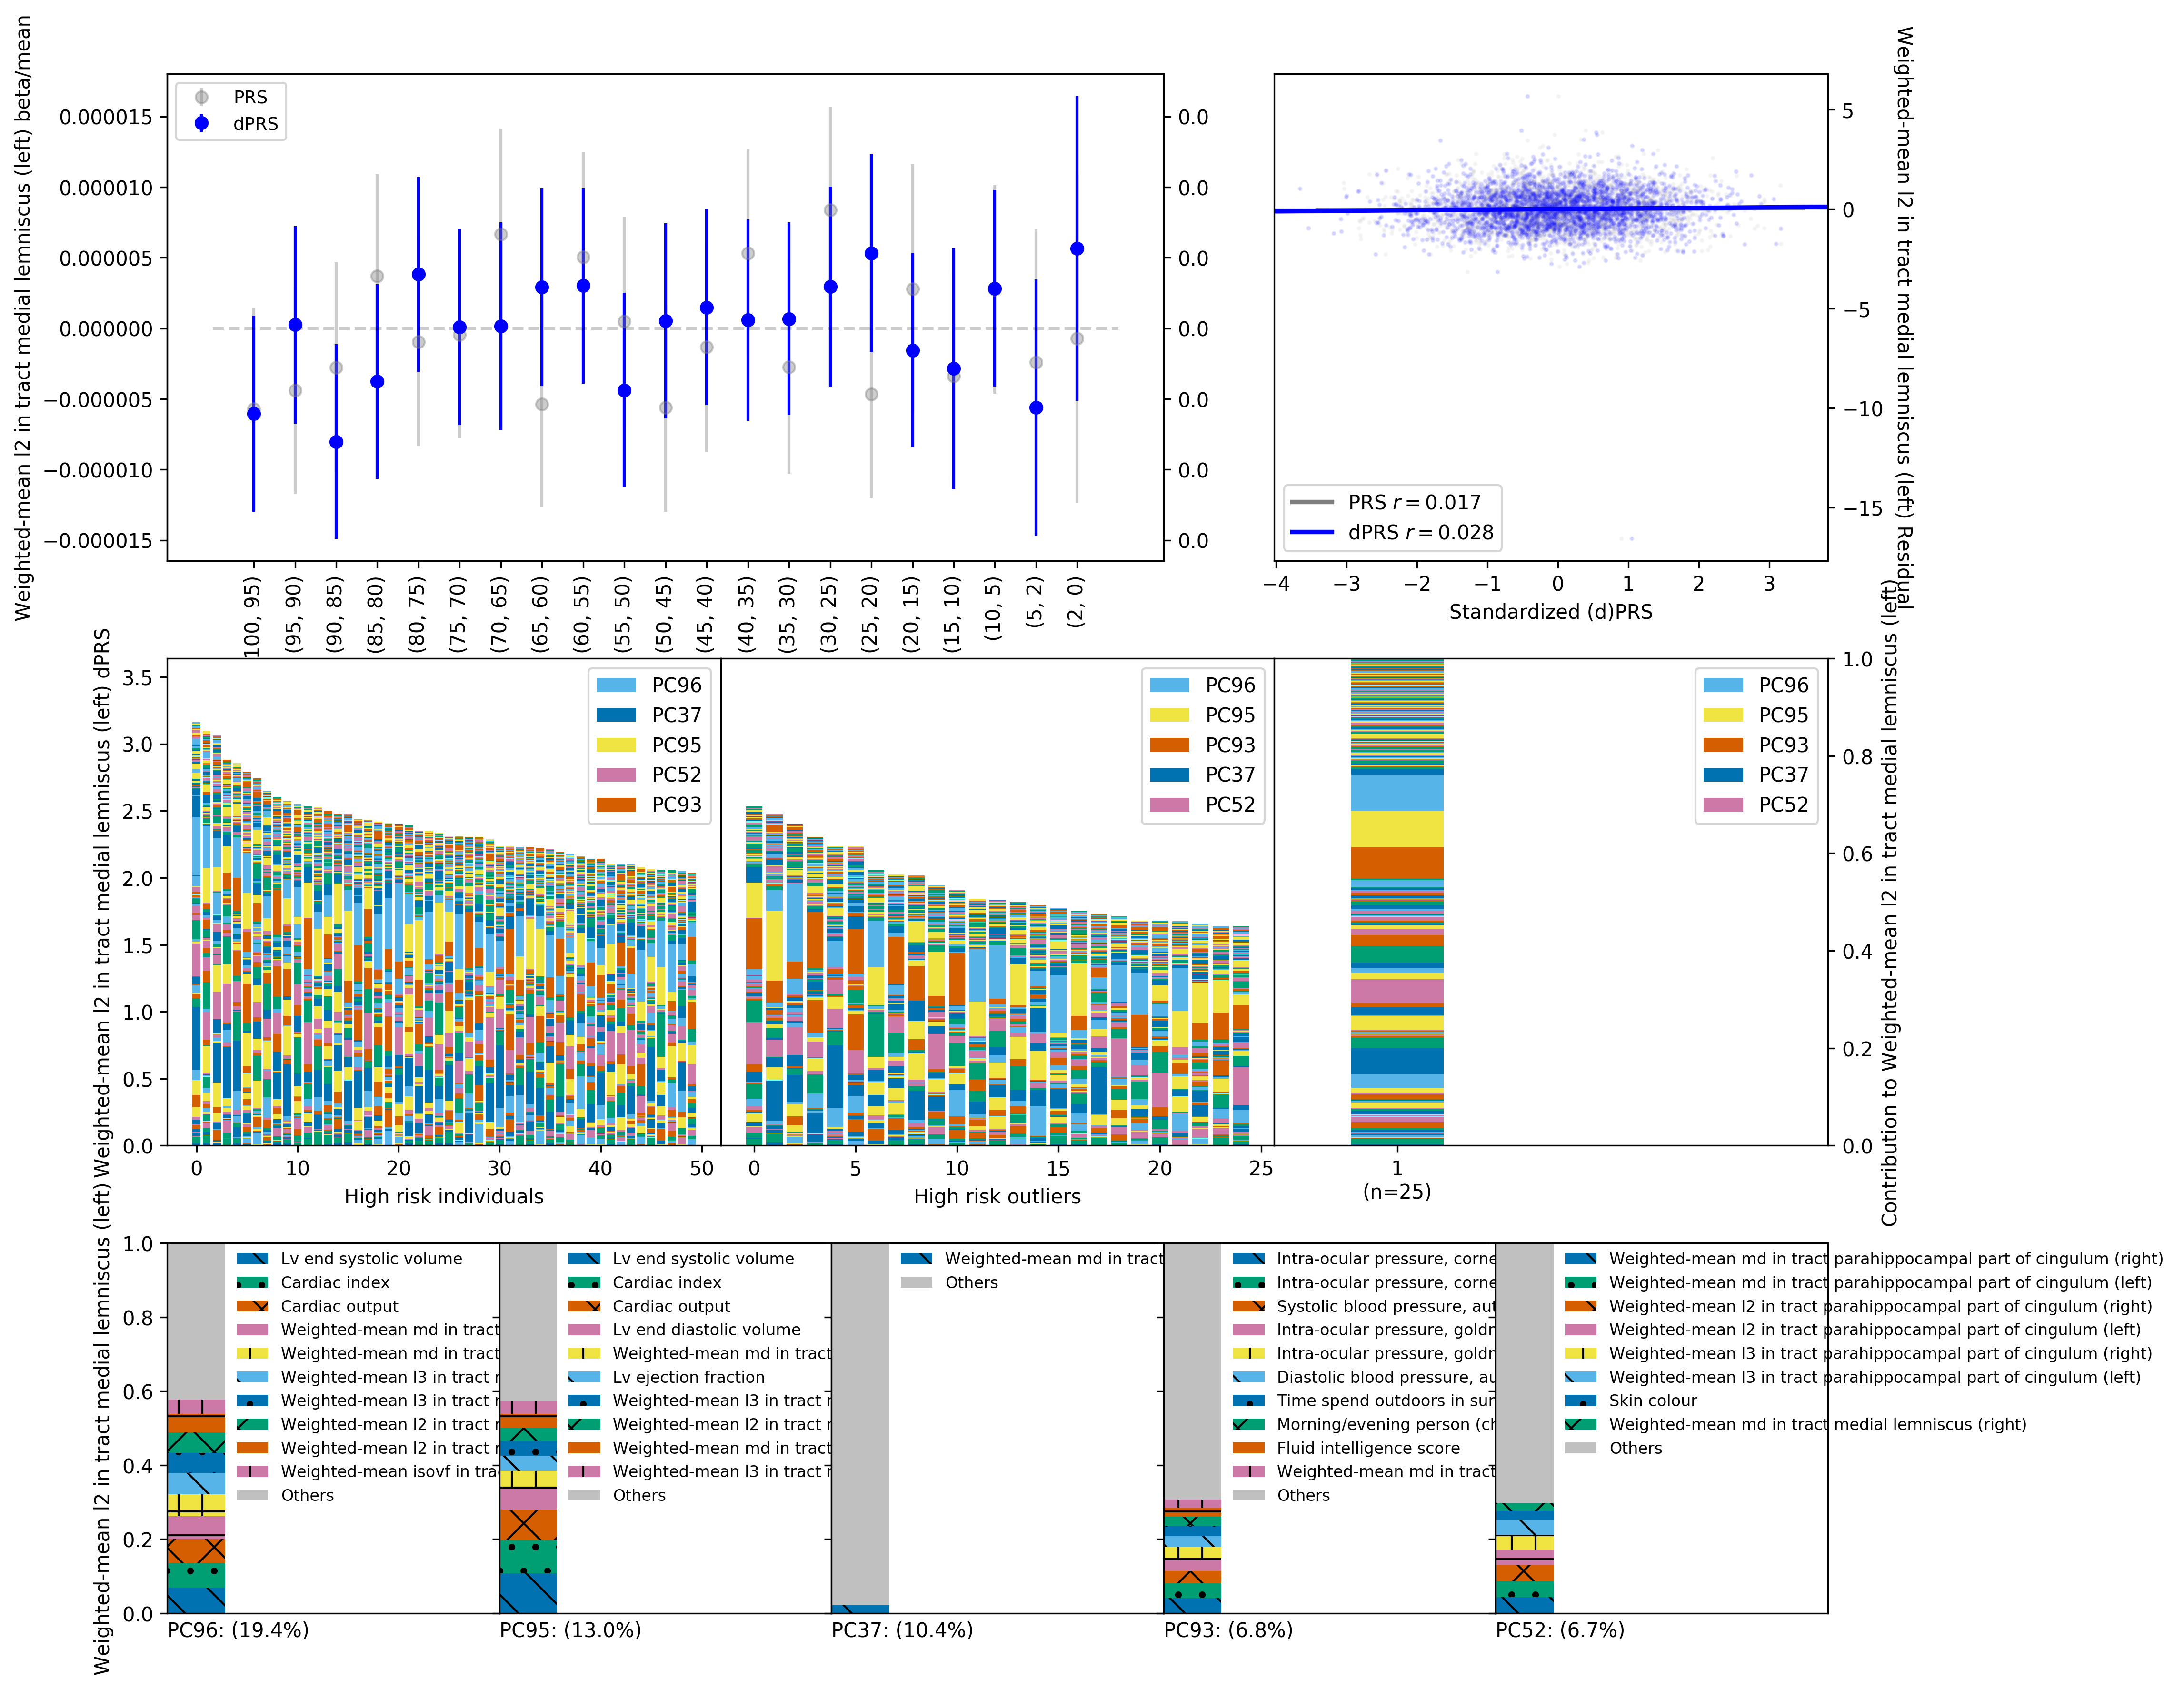 Weighted-mean l2 in tract medial lemniscus (left) beta/mean
0.000015
0.000010
0.000005
0.000000
−0.000005
−0.000010
−0.000015
PRS
dPRS
0.0
0.0
0.0
0.0
0.0
0.0
0.0
100, 95)
(95, 90)
(90, 85)
(85, 80)
(80, 75)
(75, 70)
(70, 65)
(65, 60)
(60, 55)
(55, 50)
(50, 45)
(45, 40)
(40, 35)
(35, 30)
(30, 25)
(25, 20)
(20, 15)
(15, 10)
(10, 5)
(5, 2)
(2, 0)
PRS r = 0.017
dPRS r = 0.028
5
0
−5
−10
−15
−4
−3
−2
−1
0
1
2
3
Standardized (d)PRS
Weighted-mean l2 in tract medial lemniscus (left) Residual
Weighted-mean l2 in tract medial lemniscus (left) dPRS
3.5
3.0
2.5
2.0
1.5
1.0
0.5
0.0
PC96
PC37
PC95
PC52
PC93
0
10
20
30
40
50
High risk individuals
PC96
PC95
PC93
PC37
PC52
0
5
10
15
20
25
High risk outliers
PC96
PC95
PC93
PC37
PC52
1
(n=25)
1.0
0.8
0.6
0.4
0.2
0.0
Contribution to Weighted-mean l2 in tract medial lemniscus (left)
Weighted-mean l2 in tract medial lemniscus (left)
1.0
0.8
0.6
0.4
0.2
0.0
Lv end systolic volume
Cardiac index
Cardiac output
Weighted-mean md in tract
Weighted-mean md in tract
Weighted-mean l3 in tract
Weighted-mean l3 in tract
Weighted-mean l2 in tract
Weighted-mean l2 in tract
Weighted-mean isovf in
Others
PC96: (19.4%)
Lv end systolic volume
Cardiac index
Cardiac output
Lv end diastolic volume
Weighted-mean md in tract
Lv ejection fraction
Weighted-mean l3 in tract
Weighted-mean l2 in tract
Weighted-mean md in tract
Weighted-mean l3 in tract
Others
PC95: (13.0%)
Weighted-mean md in tract
Others
PC37: (10.4%)
Intra-ocular pressure, corne
Intra-ocular pressure, corne
Systolic blood pressure, aut
Intra-ocular pressure, goldn
Intra-ocular pressure, goldn
Diastolic blood pressure, au
Time spend outdoors in sum
Morning/evening person (ch
Fluid intelligence score
Weighted-mean md in tract
Others
PC93: (6.8%)
Weighted-mean md in tract parahippocampal part of cingulum (right)
Weighted-mean md in tract parahippocampal part of cingulum (left)
Weighted-mean l2 in tract parahippocampal part of cingulum (right)
Weighted-mean l2 in tract parahippocampal part of cingulum (left)
Weighted-mean l3 in tract parahippocampal part of cingulum (right)
Weighted-mean l3 in tract parahippocampal part of cingulum (left)
Skin colour
Weighted-mean md in tract medial lemniscus (right)
Others
PC52: (6.7%)